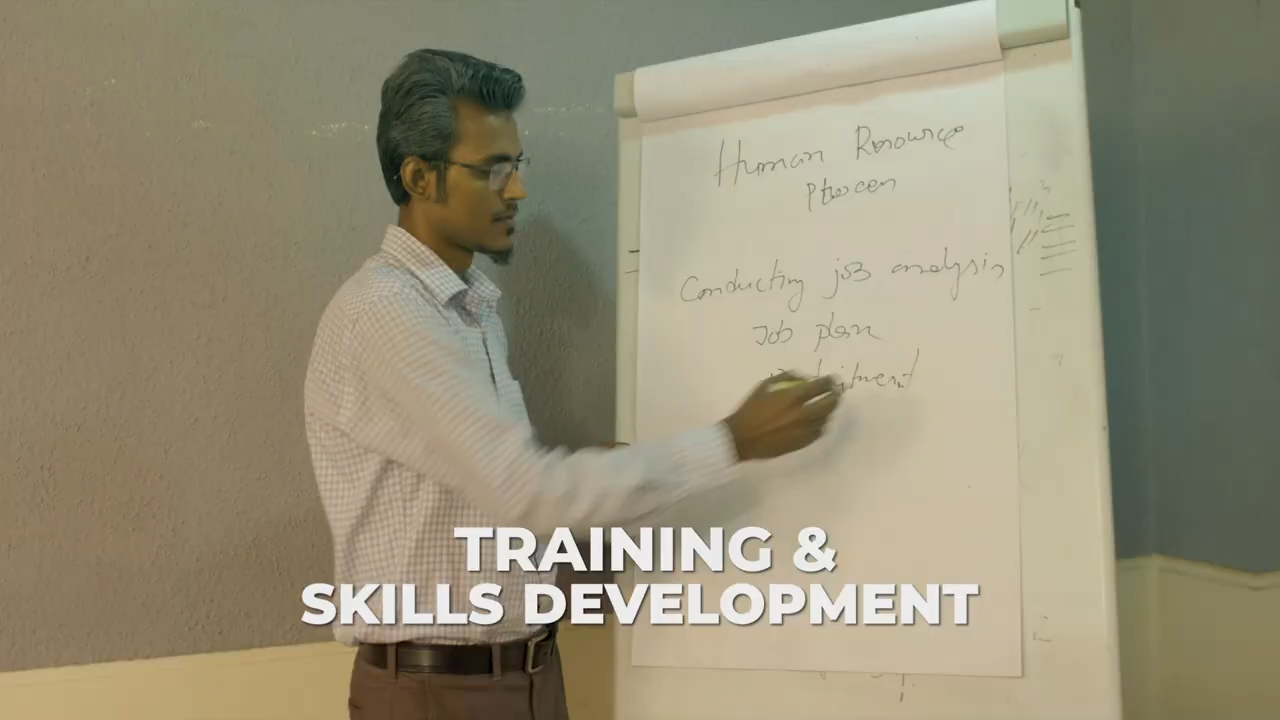 Human Resource
Process
Conducting job analysis
Job plan
TRAINING &
SKILLS DEVELOPMENT